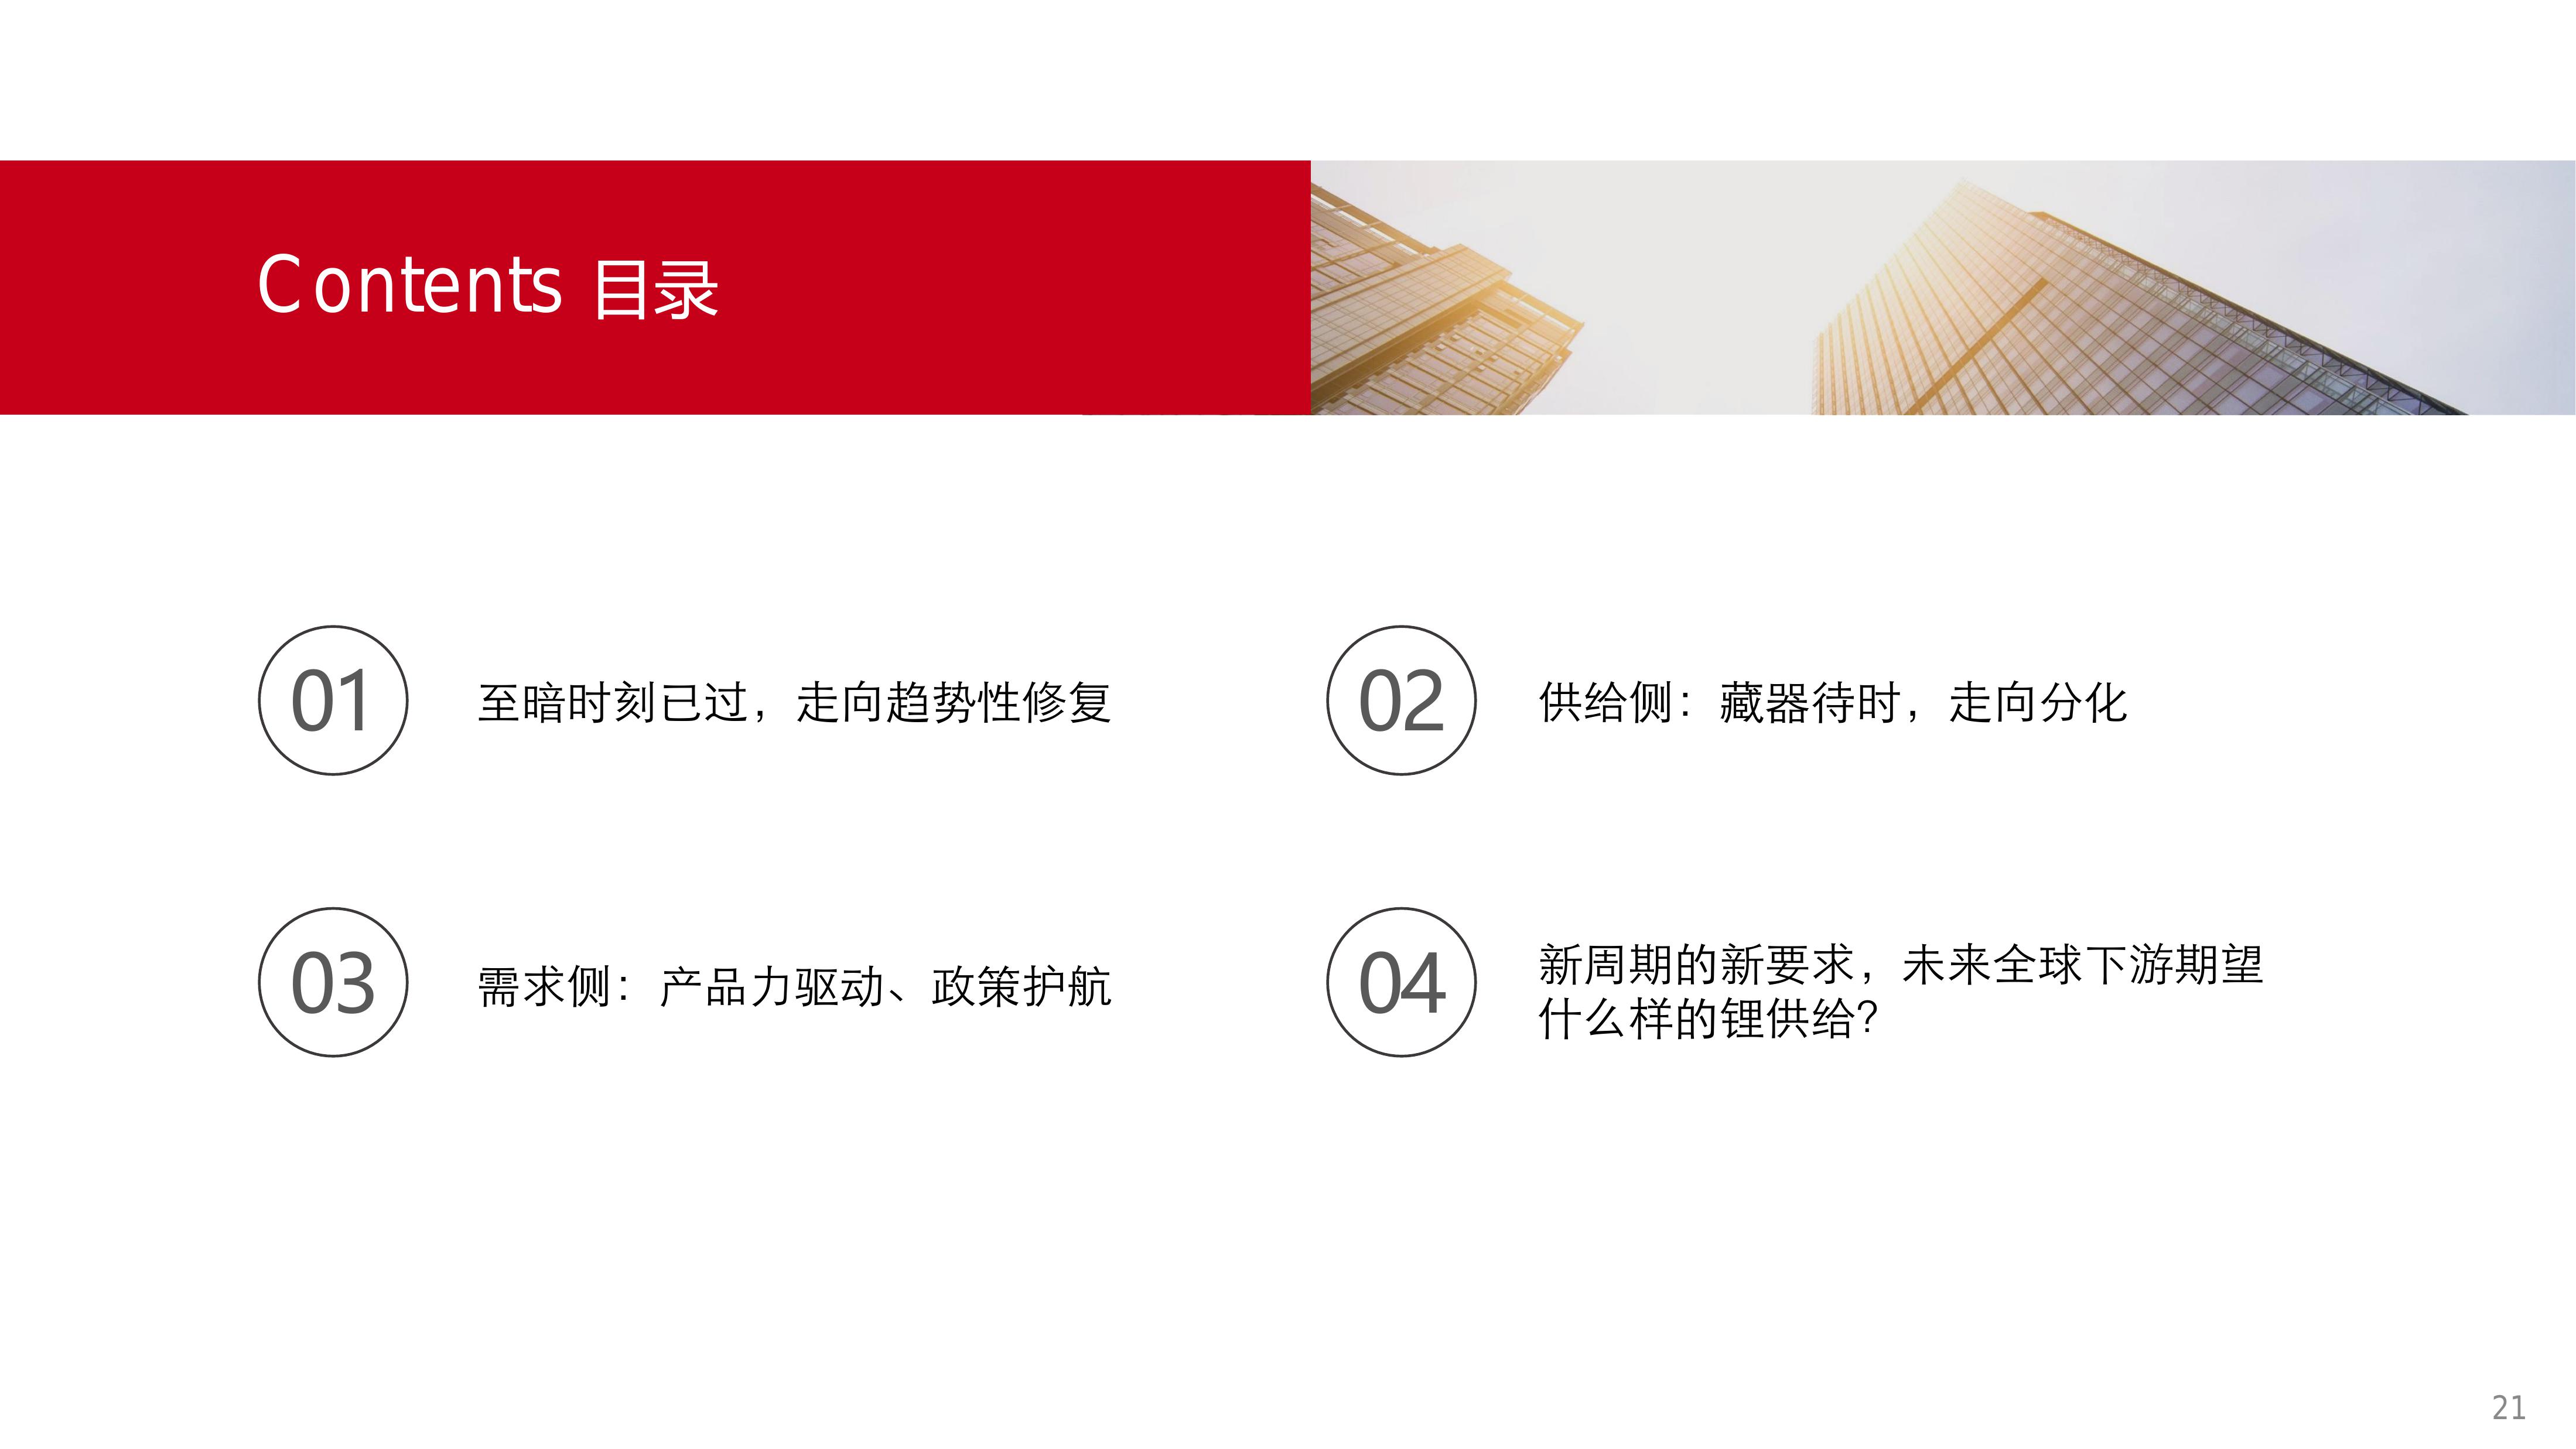 Contents 目录
01
至暗时刻已过，走向趋势性修复
02
供给侧：藏器待时，走向分化
03
需求侧：产品力驱动、政策护航
04
新周期的新要求，未来全球下游期望
什么样的锂供给？
21